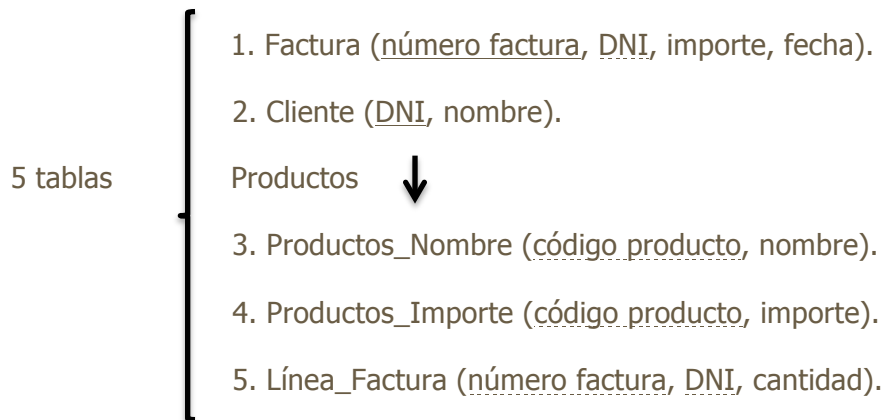 1. Factura (número factura, DNI, importe, fecha).
2. Cliente (DNI, nombre).
5 tablas
Productos
3. Productos_Nombre (código producto, nombre).
4. Productos_Importe (código producto, importe).
5. Línea_Factura (número factura, DNI, cantidad).